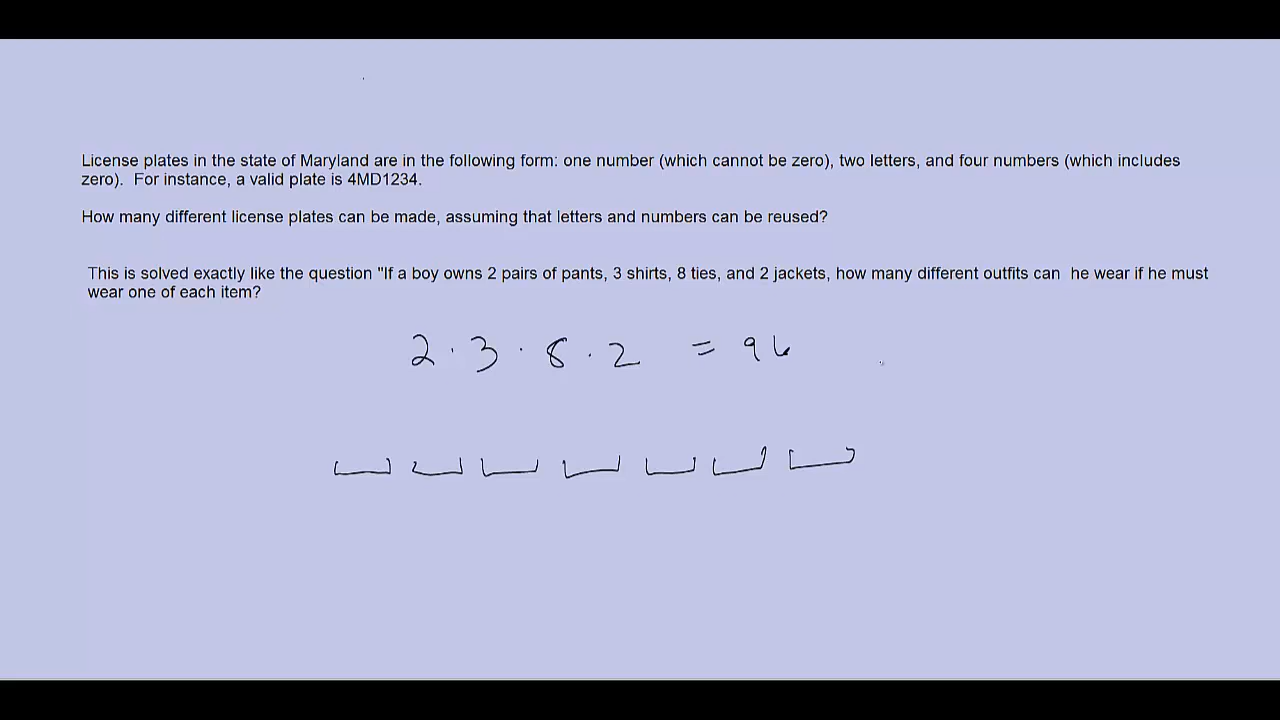 License plates in the state of Maryland are in the following form: one number (which cannot be zero), two letters, and four numbers (which includes
zero). For instance, a valid plate is 4MD1234.
How many different license plates can be made, assuming that letters and numbers can be reused?
This is solved exactly like the question "If a boy owns 2 pairs of pants, 3 shirts, 8 ties, and 2 jackets, how many different outfits can he wear if he must
wear one of each item?
2 · 3 · 8 · 2 = 96